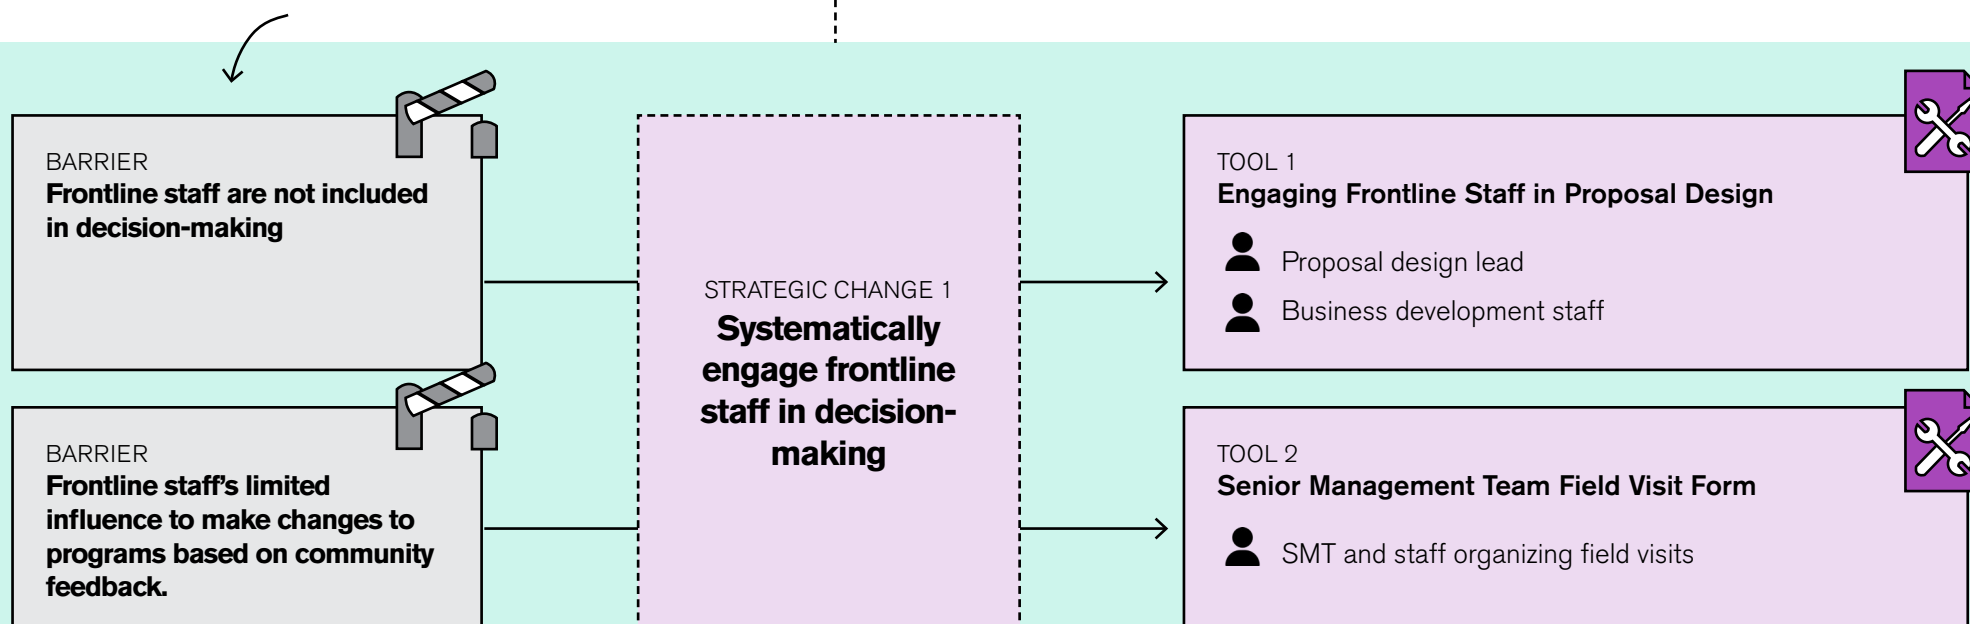 BARRIER
Frontline staff are not included
in decision-making
BARRIER
Frontline staff’s limited
influence to make changes to
programs based on community
feedback.
STRATEGIC CHANGE 1
Systematically
engage frontline
staff in decision-
making
TOOL 1
Engaging Frontline Staff in Proposal Design
Proposal design lead
Business development staff
TOOL 2
Senior Management Team Field Visit Form
SMT and staff organizing field visits